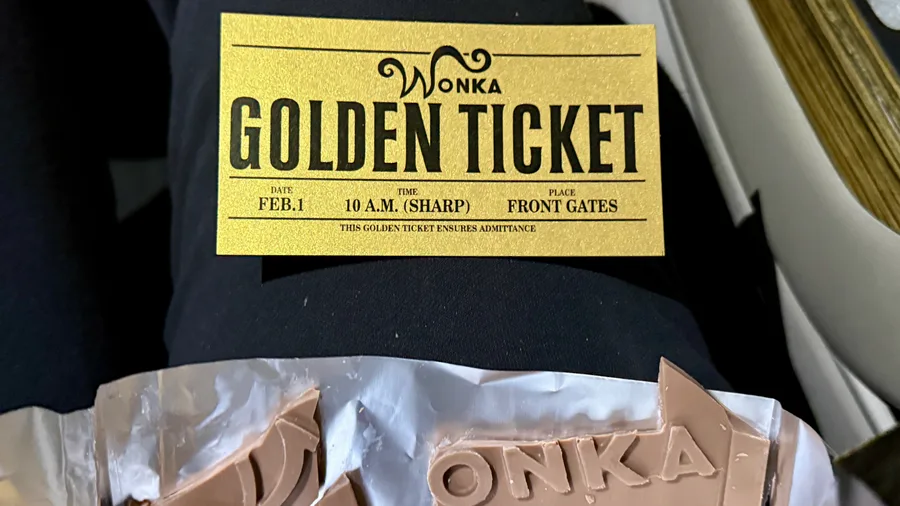 WONKA
GOLDEN TICKET
DATE TIME PLACE
FEB.1 10 A.M. (SHARP) FRONT GATES
THIS GOLDEN TICKET ENSURES ADMITTANCE
ONKA